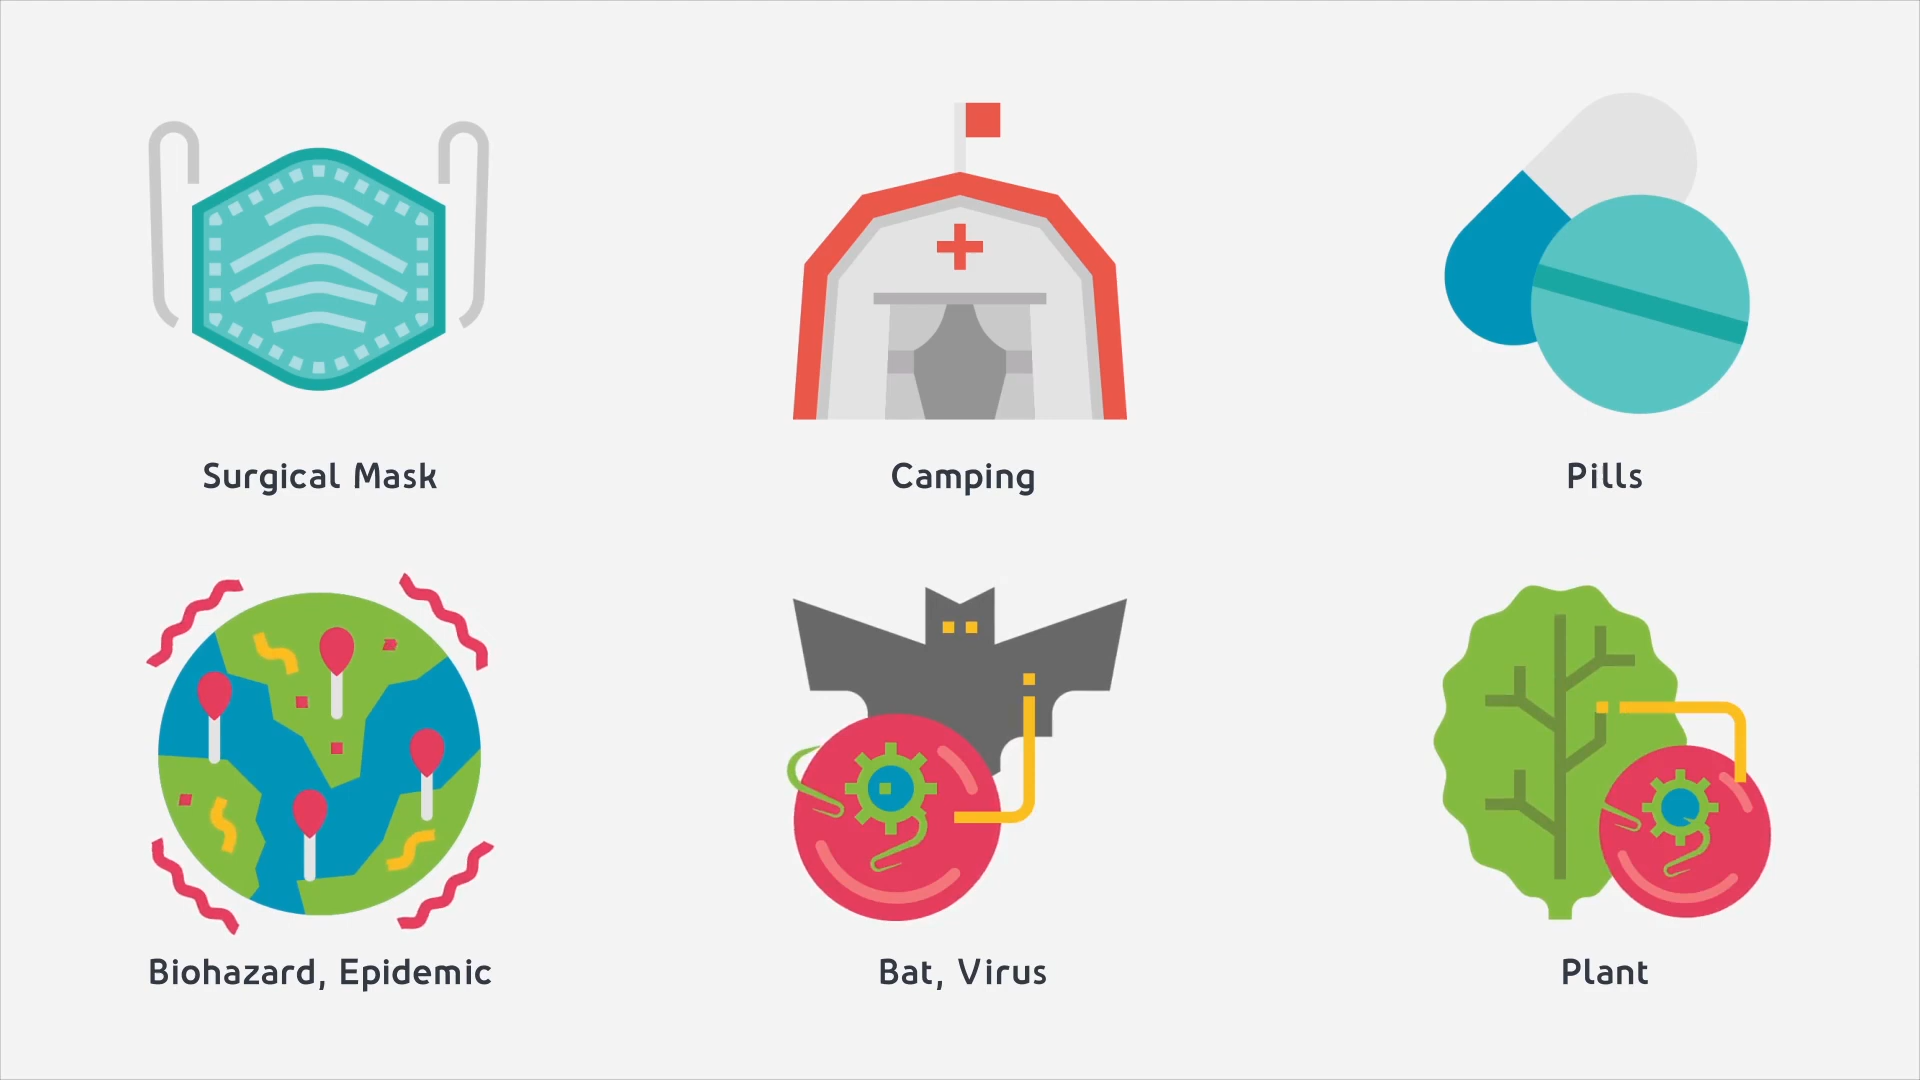 Surgical Mask
Camping
Pills
Biohazard, Epidemic
Bat, Virus
Plant